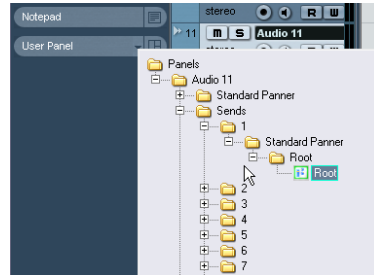 Notepad
stereo R W
11 m S Audio 11
User Panel
Panels
Audio 11
Standard Panner
Sends
1
Standard Panner
Root
Root
2
3
4
5
6
7